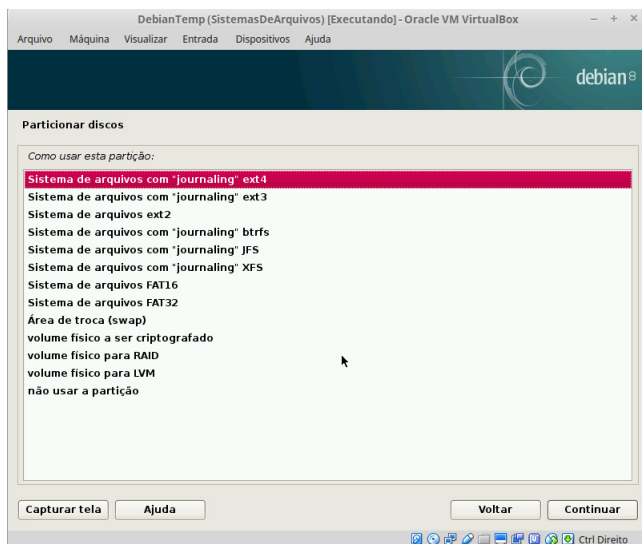 DebianTemp (SistemasDeArquivos) [Executando] - Oracle VM VirtualBox
Arquivo Máquina Visualizar Entrada Dispositivos Ajuda
debian 8
Particionar discos
Como usar esta partição:
Sistema de arquivos com "journaling" ext4
Sistema de arquivos com "journaling" ext3
Sistema de arquivos ext2
Sistema de arquivos com "journaling" btrfs
Sistema de arquivos com "journaling" JFS
Sistema de arquivos com "journaling" XFS
Sistema de arquivos FAT16
Sistema de arquivos FAT32
Área de troca (swap)
volume físico a ser criptografado
volume físico para RAID
volume físico para LVM
não usar a partição
Capturar tela Ajuda Voltar Continuar
Ctrl Direito